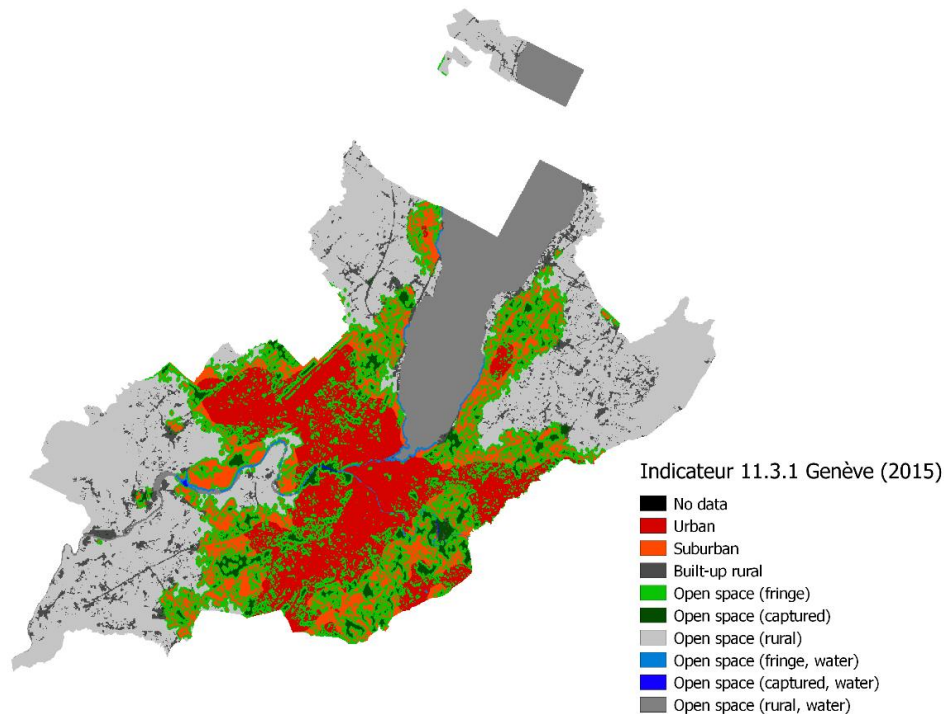 Indicateur 11.3.1 Genève (2015)
No data
Urban
Suburban
Built-up rural
Open space (fringe)
Open space (captured)
Open space (rural)
Open space (fringe, water)
Open space (captured, water)
Open space (rural, water)